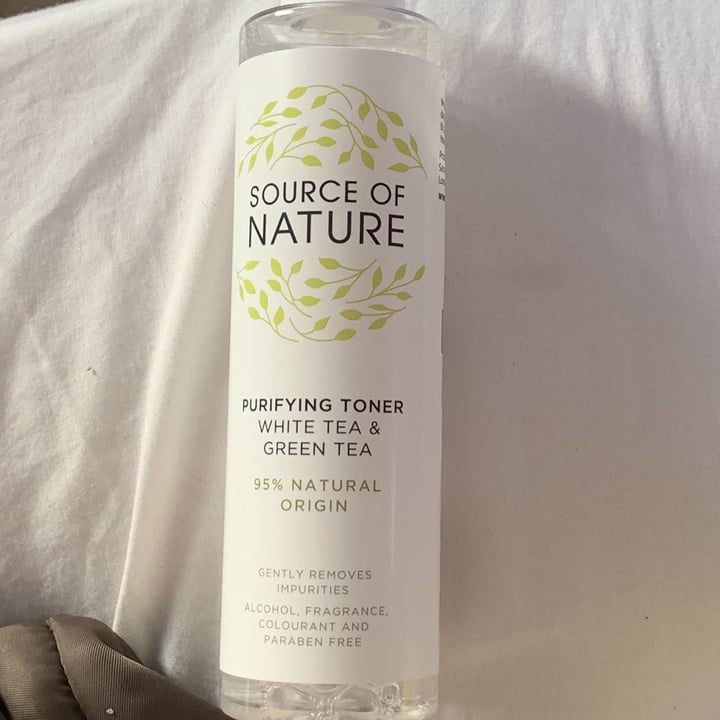 SOURCE OF
NATURE
PURIFYING TONER
WHITE TEA &
GREEN TEA
95% NATURAL
ORIGIN
GENTLY REMOVES
IMPURITIES
ALCOHOL, FRAGRANCE,
COLOURANT AND
PARABEN FREE